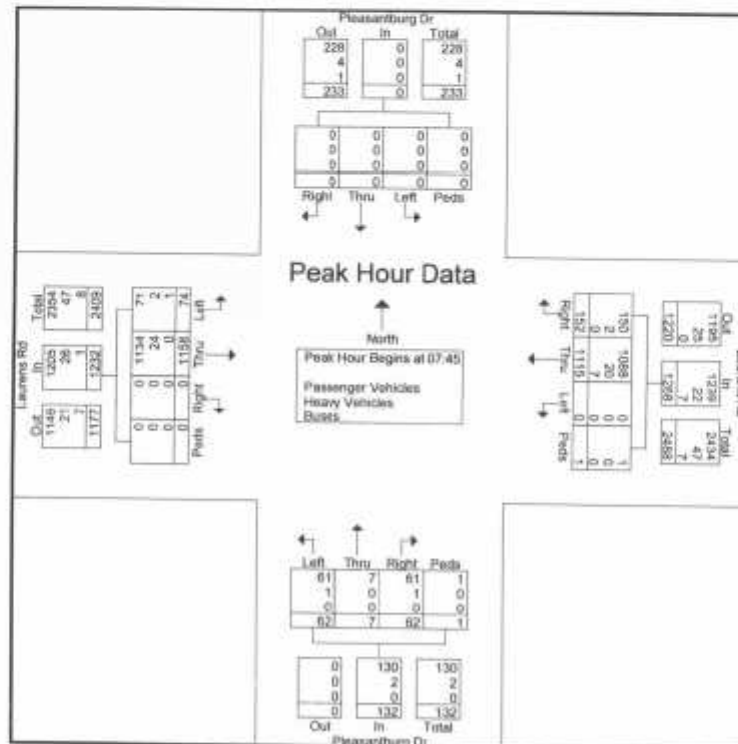 Pleasantburg Dr
Out In Total
228 0 228
4 0 4
1 0 1
233 0 233
0 0 0 0
0 0 0 0
0 0 0 0
0 0 0 0
Right Thru Left Peds
Peak Hour Data
North
Peak Hour Begins at 07:45
Passenger Vehicles
Heavy Vehicles
Buses
Laurens Rd
Total In Out
2354 1205 1149
47 26 21
8 1 7
2409 1232 1177
71 1134 0 0
2 24 0 0
1 0 0 0
74 1158 0 0
Left Thru Right Peds
Out In Total
1195 1239 2434
25 22 47
0 7 7
1220 1268 2488
150 1088 0 1
2 20 0 0
0 7 0 0
152 1115 0 1
Right Thru Left Peds
Left Thru Right Peds
61 7 61 1
1 0 1 0
0 0 0 0
62 7 62 1
0 130 130
0 2 2
0 0 0
0 132 132
Out In Total
Pleasantburg Dr